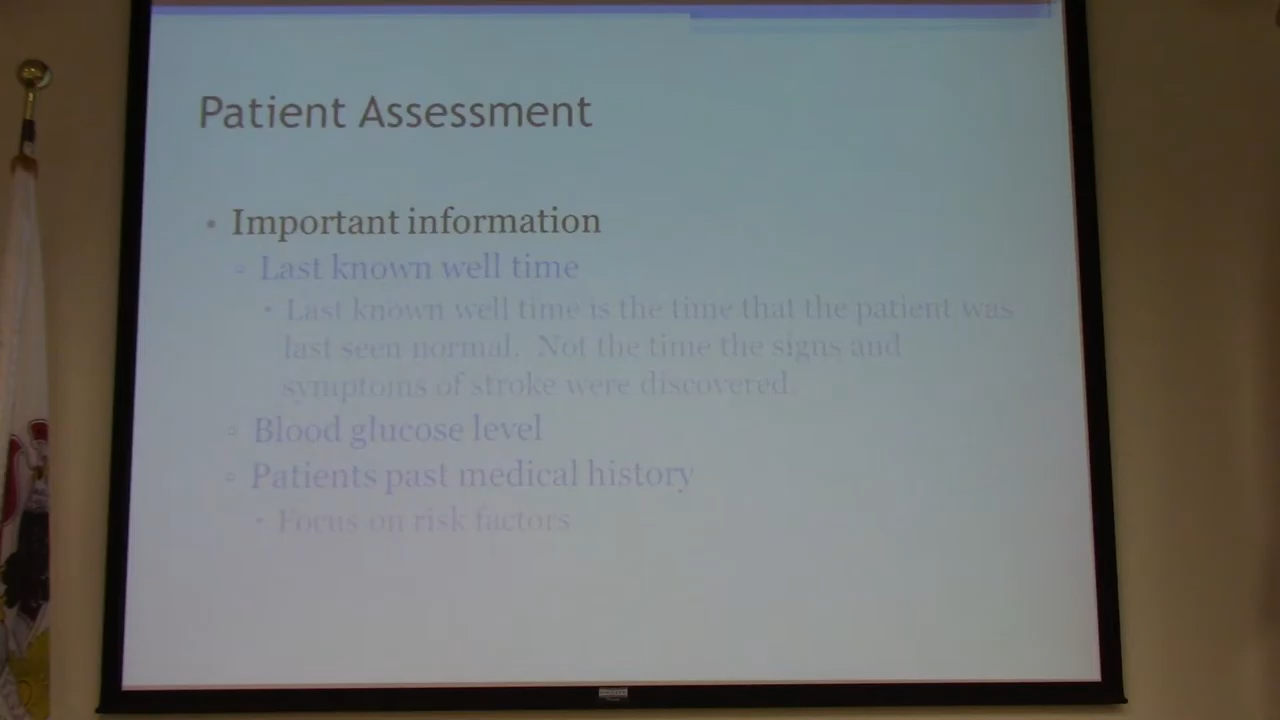 Patient Assessment
• Important information
▫ Last known well time
• Last known well time is the time that the patient was
last seen normal. Not the time the signs and
symptoms of stroke were discovered.
▫ Blood glucose level
▫ Patients past medical history
• Focus on risk factors